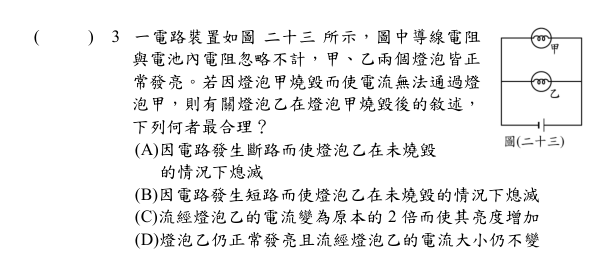 (　　) 3 一電路裝置如圖 二十三 所示，圖中導線電阻
與電池內電阻忽略不計，甲、乙兩個燈泡皆正
常發亮。若因燈泡甲燒毀而使電流無法通過燈
泡甲，則有關燈泡乙在燈泡甲燒毀後的敘述，
下列何者最合理？
(A)因電路發生斷路而使燈泡乙在未燒毀
的情況下熄滅
(B)因電路發生短路而使燈泡乙在未燒毀的情況下熄滅
(C)流經燈泡乙的電流變為原本的 2 倍而使其亮度增加
(D)燈泡乙仍正常發亮且流經燈泡乙的電流大小仍不變
甲
乙
圖(二十三)